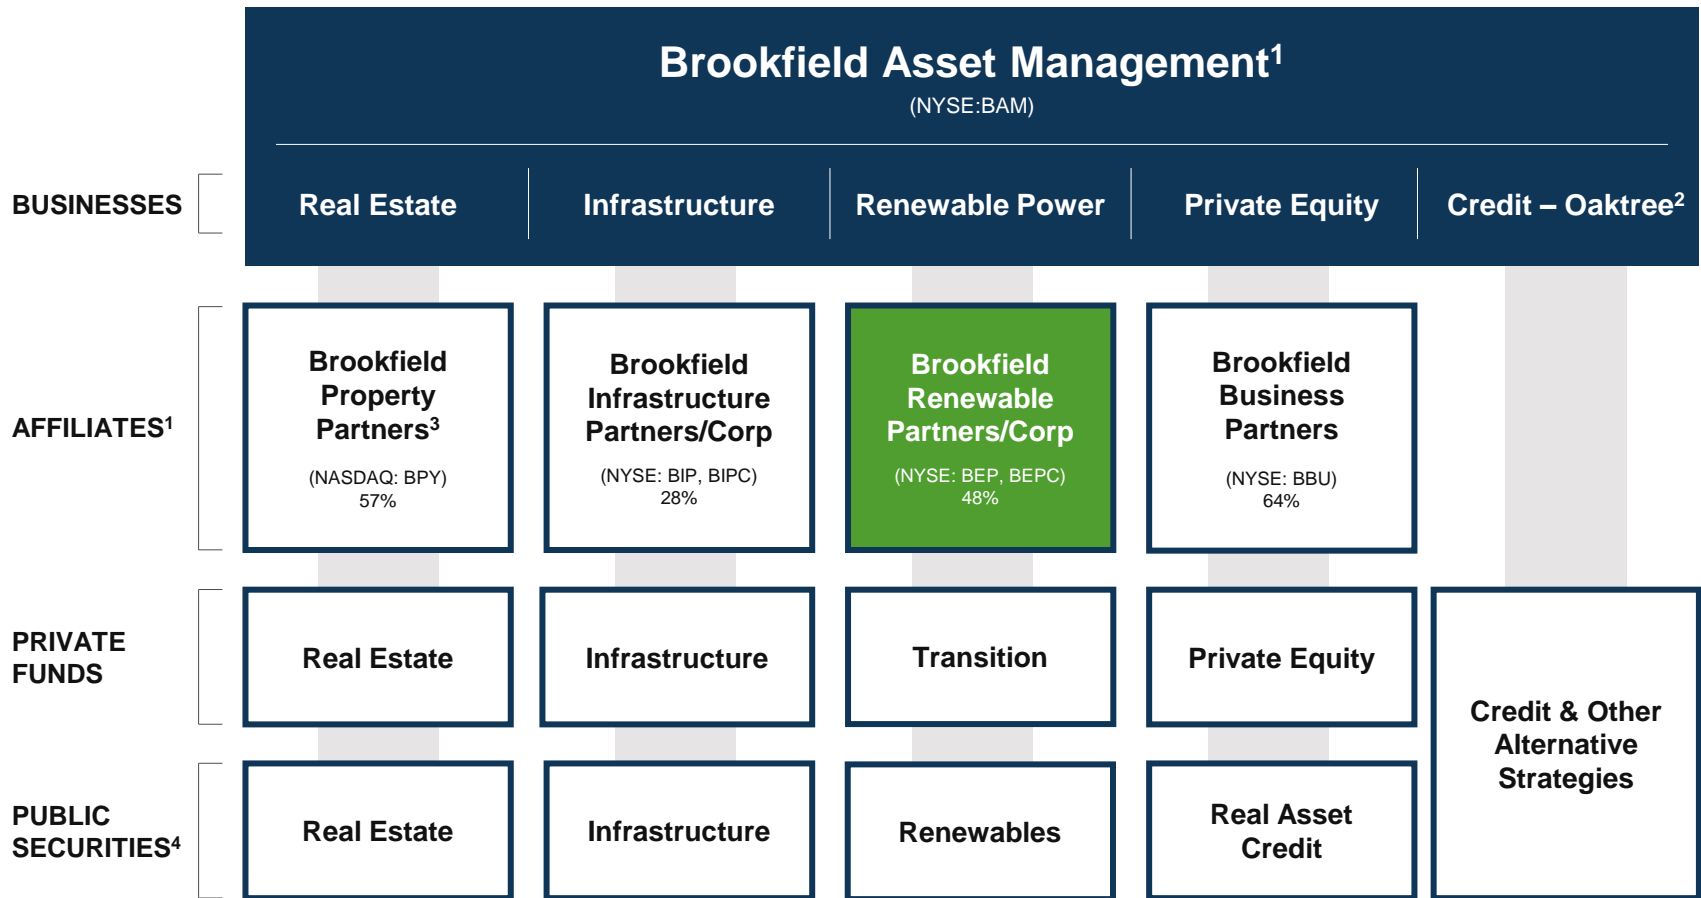 Brookfield Asset Management¹
(NYSE:BAM)
BUSINESSES
Real Estate
Infrastructure
Renewable Power
Private Equity
Credit – Oaktree²
AFFILIATES¹
Brookfield
Property
Partners³
(NASDAQ: BPY)
57%
Brookfield
Infrastructure
Partners/Corp
(NYSE: BIP, BIPC)
28%
Brookfield
Renewable
Partners/Corp
(NYSE: BEP, BEPC)
48%
Brookfield
Business
Partners
(NYSE: BBU)
64%
PRIVATE
FUNDS
Real Estate
Infrastructure
Transition
Private Equity
Credit & Other
Alternative
Strategies
PUBLIC
SECURITIES⁴
Real Estate
Infrastructure
Renewables
Real Asset
Credit